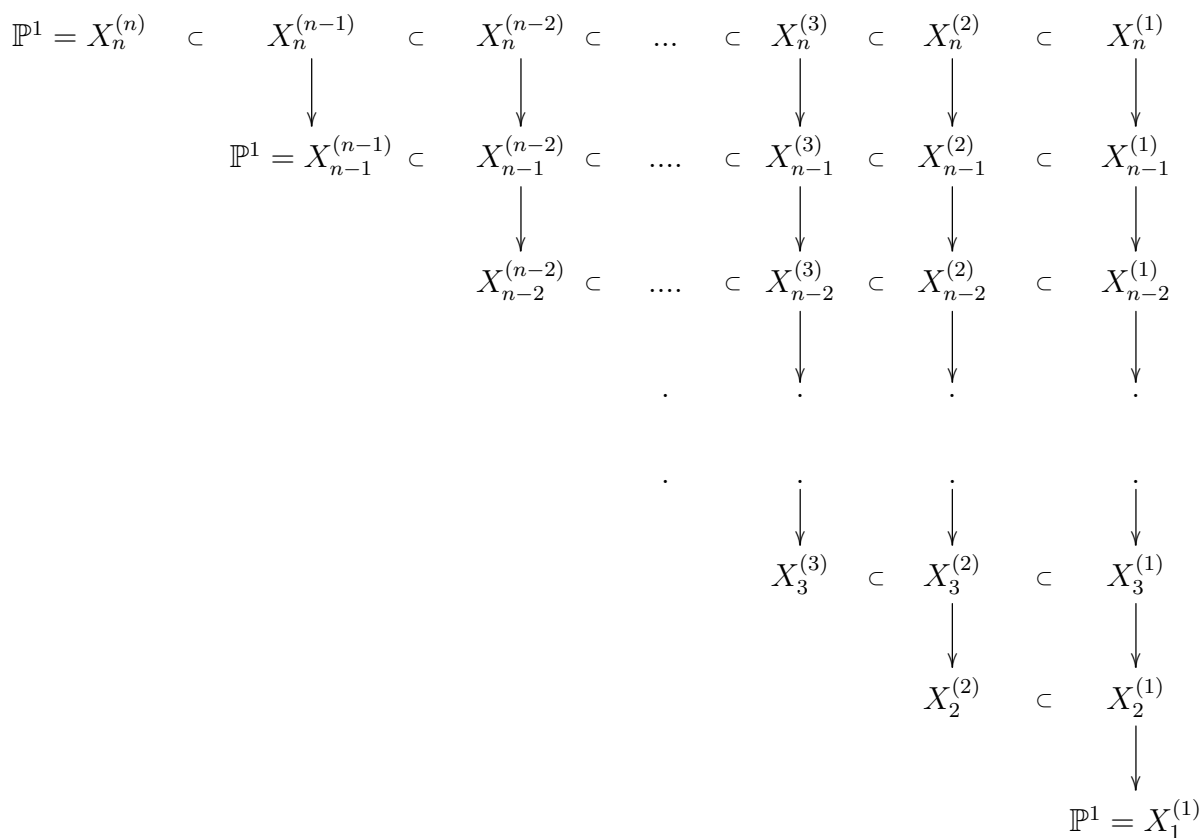 ℙ¹ = X_n^{(n)} ⊂ X_n^{(n−1)} ⊂ X_n^{(n−2)} ⊂ ... ⊂ X_n^{(3)} ⊂ X_n^{(2)} ⊂ X_n^{(1)}
ℙ¹ = X_{n−1}^{(n−1)} ⊂ X_{n−1}^{(n−2)} ⊂ .... ⊂ X_{n−1}^{(3)} ⊂ X_{n−1}^{(2)} ⊂ X_{n−1}^{(1)}
X_{n−2}^{(n−2)} ⊂ .... ⊂ X_{n−2}^{(3)} ⊂ X_{n−2}^{(2)} ⊂ X_{n−2}^{(1)}
. . . .
. . . .
X_3^{(3)} ⊂ X_3^{(2)} ⊂ X_3^{(1)}
X_2^{(2)} ⊂ X_2^{(1)}
ℙ¹ = X_1^{(1)}